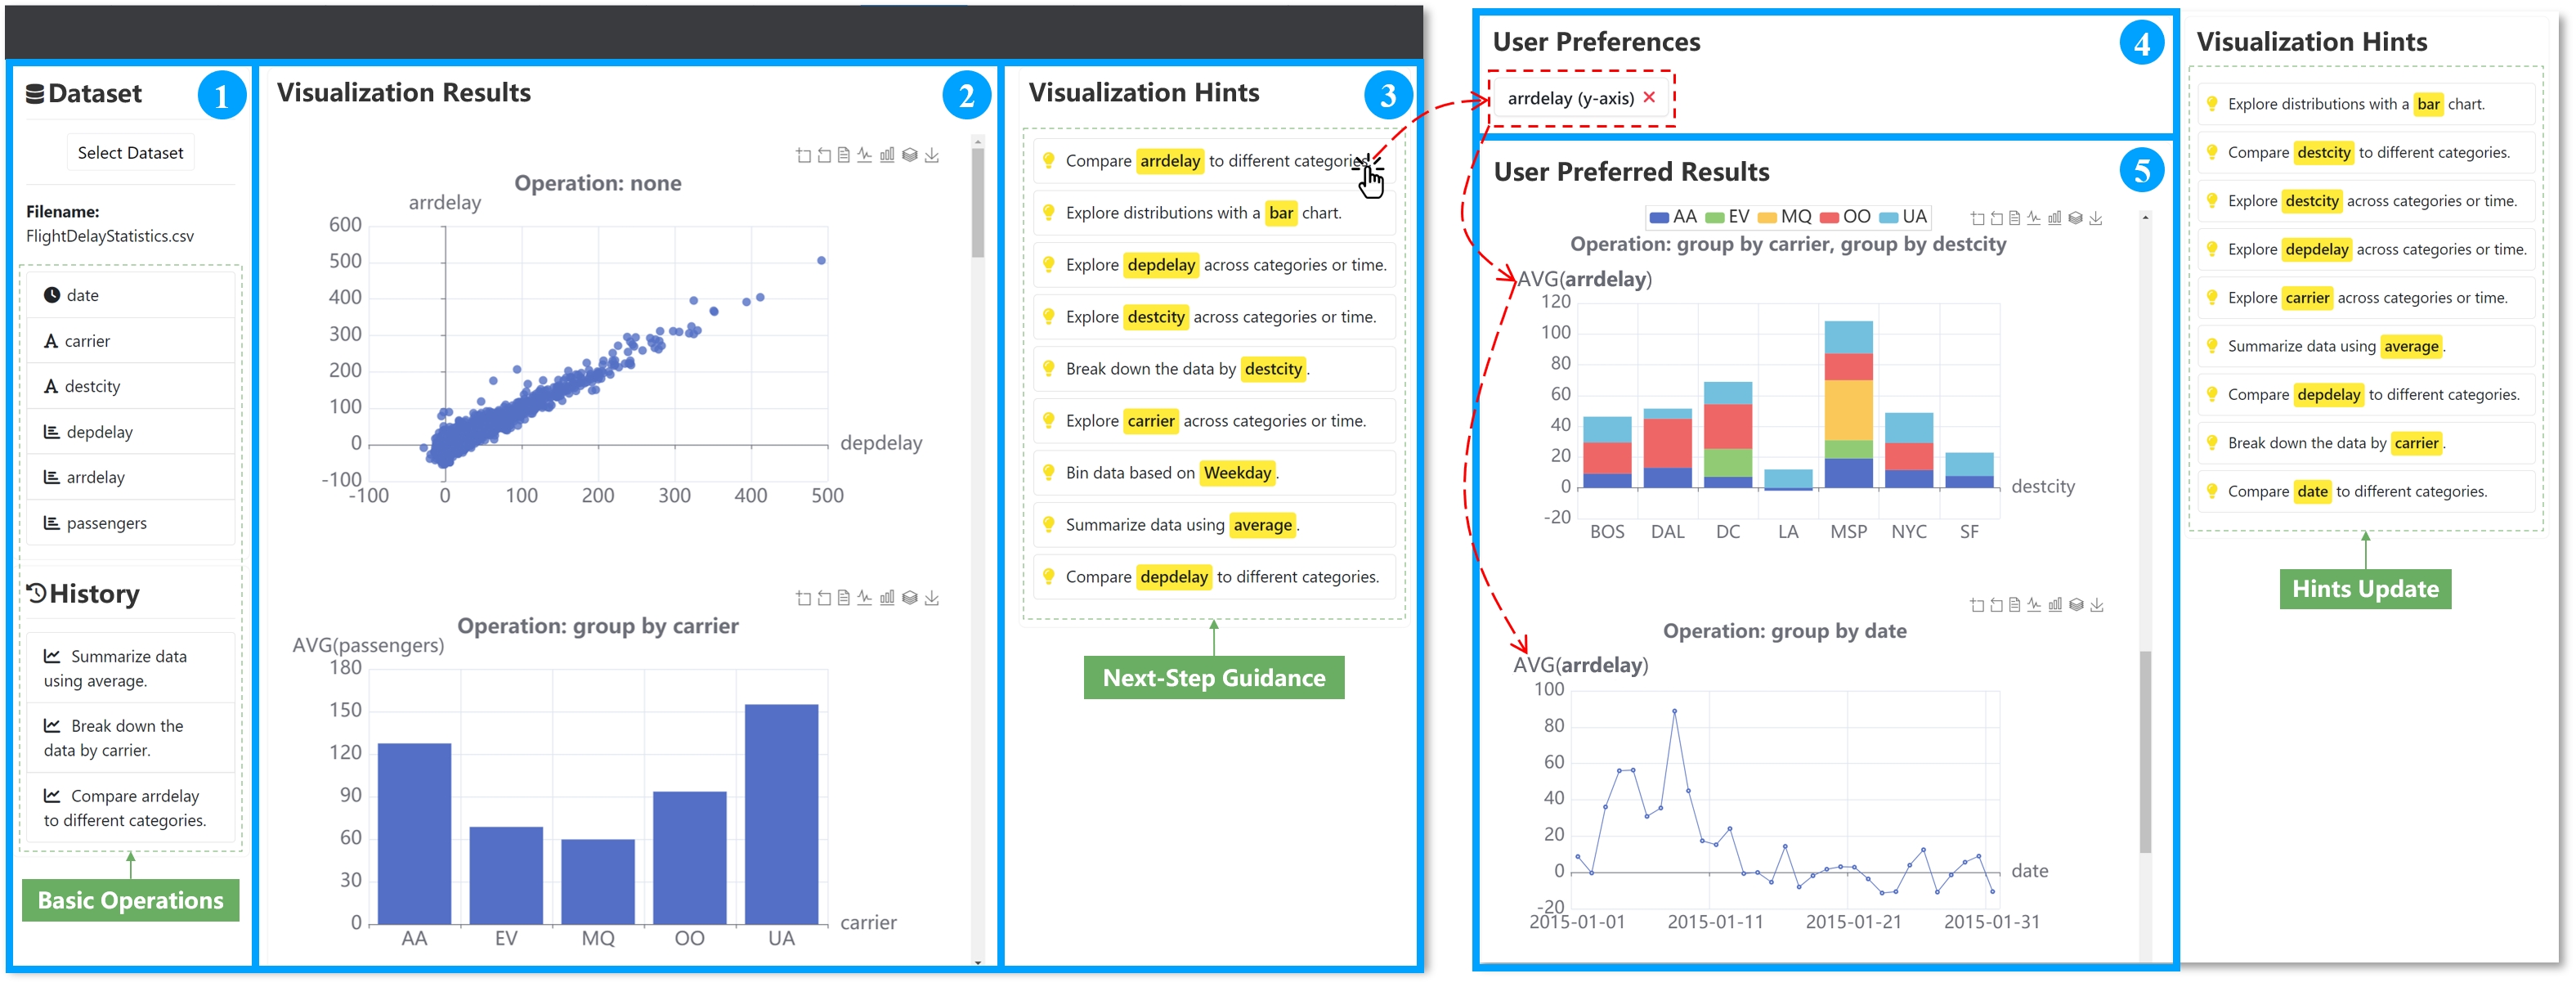 Dataset
1
Select Dataset
Filename:
FlightDelayStatistics.csv
date
carrier
destcity
depdelay
arrdelay
passengers
History
Summarize data
using average.
Break down the
data by carrier.
Compare arrdelay
to different categories.
Basic Operations
Visualization Results
2
Operation: none
arrdelay
600
500
400
300
200
100
0
-100
-100 0 100 200 300 400 500
depdelay
Operation: group by carrier
AVG(passengers)
180
150
120
90
60
30
0
AA EV MQ OO UA
carrier
Visualization Hints
3
Compare arrdelay to different categories
Explore distributions with a bar chart.
Explore depdelay across categories or time.
Explore destcity across categories or time.
Break down the data by destcity.
Explore carrier across categories or time.
Bin data based on Weekday.
Summarize data using average.
Compare depdelay to different categories.
Next-Step Guidance
User Preferences
4
arrdelay (y-axis)
User Preferred Results
5
AA EV MQ OO UA
Operation: group by carrier, group by destcity
AVG(arrdelay)
120
100
80
60
40
20
0
-20
BOS DAL DC LA MSP NYC SF
destcity
Operation: group by date
AVG(arrdelay)
100
80
60
40
20
0
-20
2015-01-01 2015-01-11 2015-01-21 2015-01-31
date
Visualization Hints
Explore distributions with a bar chart.
Compare destcity to different categories.
Explore destcity across categories or time.
Explore depdelay across categories or time.
Explore carrier across categories or time.
Summarize data using average.
Compare depdelay to different categories.
Break down the data by carrier.
Compare date to different categories.
Hints Update